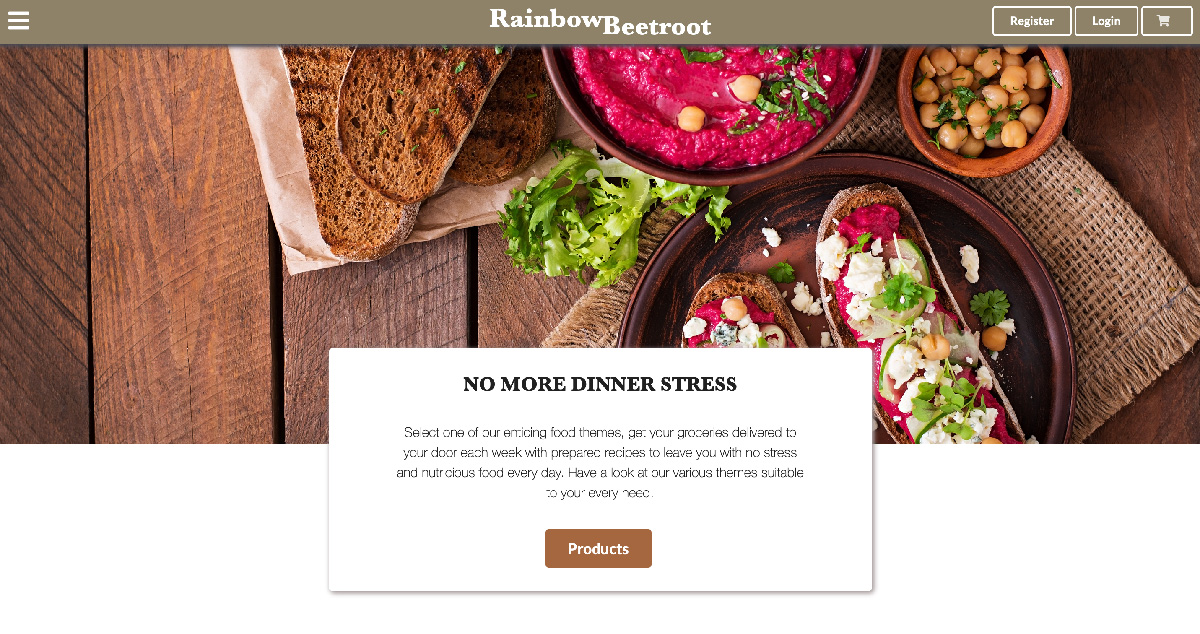 RainbowBeetroot
Register
Login
NO MORE DINNER STRESS
Select one of our enticing food themes, get your groceries delivered to
your door each week with prepared recipes to leave you with no stress
and nutricious food every day. Have a look at our various themes suitable
to your every need.
Products